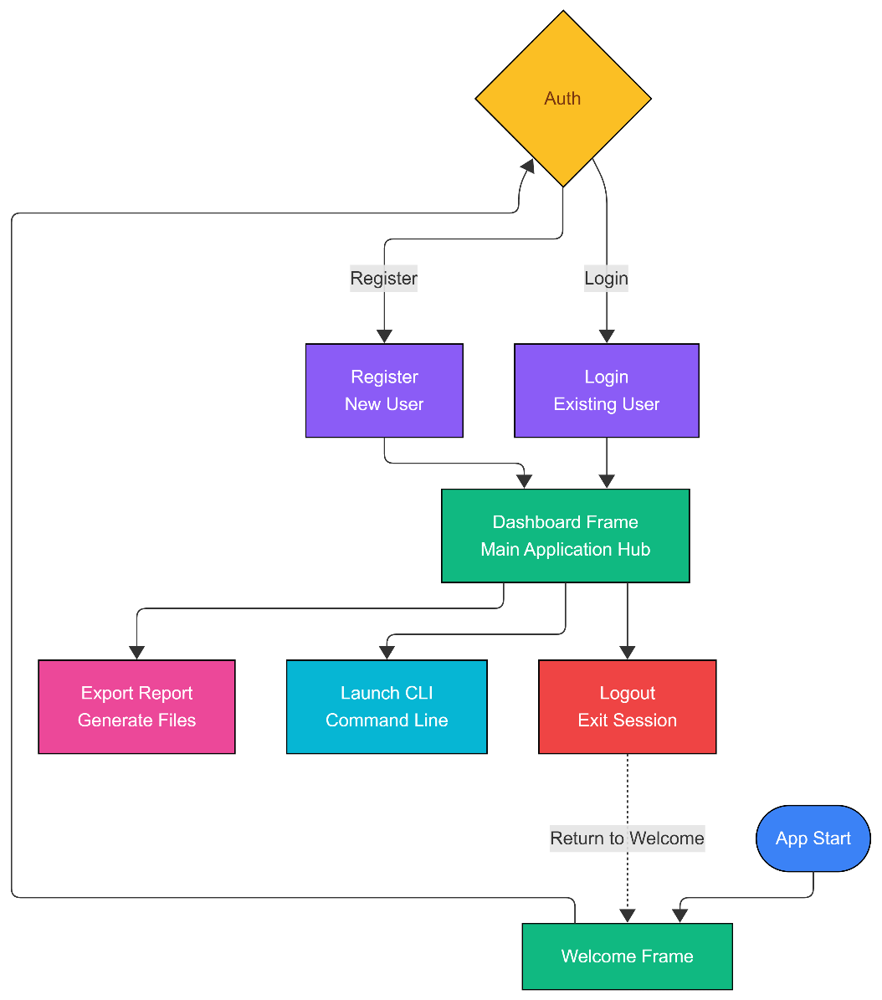 Auth
Register
Login
Register
New User
Login
Existing User
Dashboard Frame
Main Application Hub
Export Report
Generate Files
Launch CLI
Command Line
Logout
Exit Session
Return to Welcome
App Start
Welcome Frame